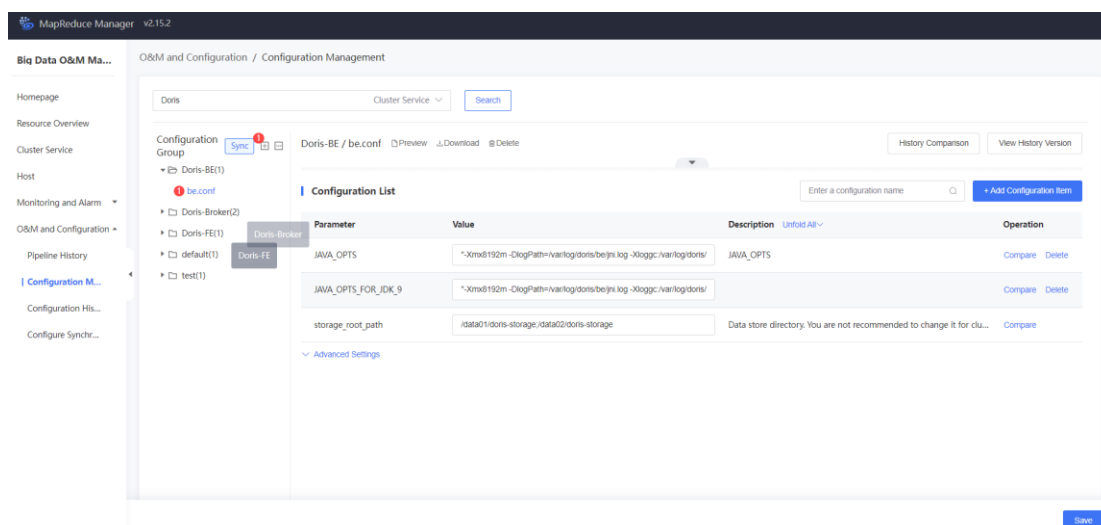 MapReduce Manager v2.15.2
Big Data O&M Ma...
O&M and Configuration / Configuration Management
Homepage
Resource Overview
Cluster Service
Host
Monitoring and Alarm
O&M and Configuration
Pipeline History
Configuration M...
Configuration His...
Configure Synchr...
Doris
Cluster Service
Search
Configuration Group
Sync
1
Doris-BE(1)
1 be.conf
Doris-Broker(2)
Doris-FE(1)
Doris-Broker
default(1)
Doris-FE
test(1)
Doris-BE / be.conf Preview Download Delete
History Comparison
View History Version
Configuration List
Enter a configuration name
+ Add Configuration Item
Parameter Value Description Unfold All Operation
JAVA_OPTS "-Xmx8192m -DlogPath=/var/log/doris/be/jni.log -Xloggc:/var/log/doris/ JAVA_OPTS Compare Delete
JAVA_OPTS_FOR_JDK_9 "-Xmx8192m -DlogPath=/var/log/doris/be/jni.log -Xloggc:/var/log/doris/ Compare Delete
storage_root_path /data01/doris-storage;/data02/doris-storage Data store directory. You are not recommended to change it for clu... Compare
Advanced Settings
Save